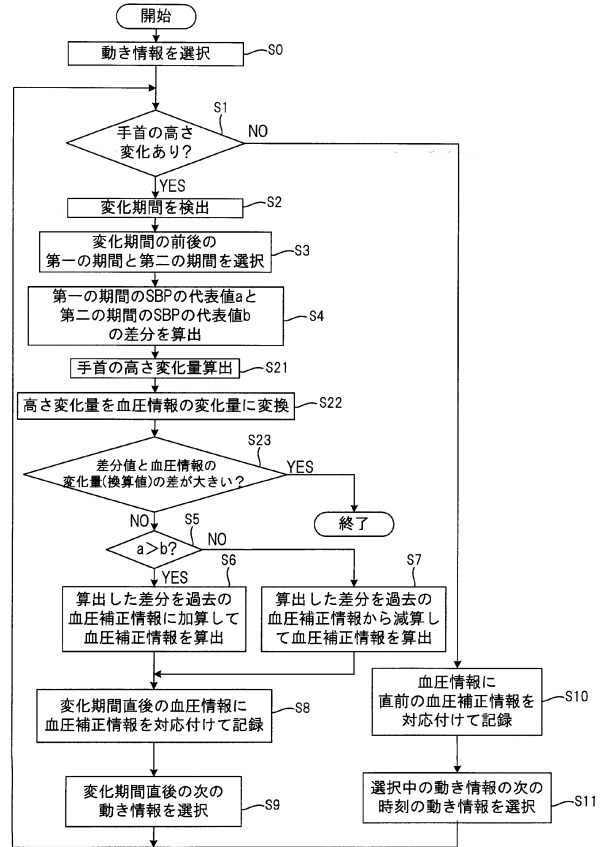 開始
動き情報を選択
S0
S1
手首の高さ
変化あり?
NO
YES
変化期間を検出
S2
変化期間の前後の
第一の期間と第二の期間を選択
S3
第一の期間のSBPの代表値aと
第二の期間のSBPの代表値b
の差分を算出
S4
手首の高さ変化量算出
S21
高さ変化量を血圧情報の変化量に変換
S22
S23
差分値と血圧情報の
変化量(換算値)の差が大きい?
YES
終了
NO
S5
a>b?
NO
YES
S6
算出した差分を過去の
血圧補正情報に加算して
血圧補正情報を算出
S7
算出した差分を過去の
血圧補正情報から減算し
て血圧補正情報を算出
変化期間直後の血圧情報に
血圧補正情報を対応付けて記録
S8
変化期間直後の次の
動き情報を選択
S9
血圧情報に
直前の血圧補正情報を
対応付けて記録
S10
選択中の動き情報の次の
時刻の動き情報を選択
S11